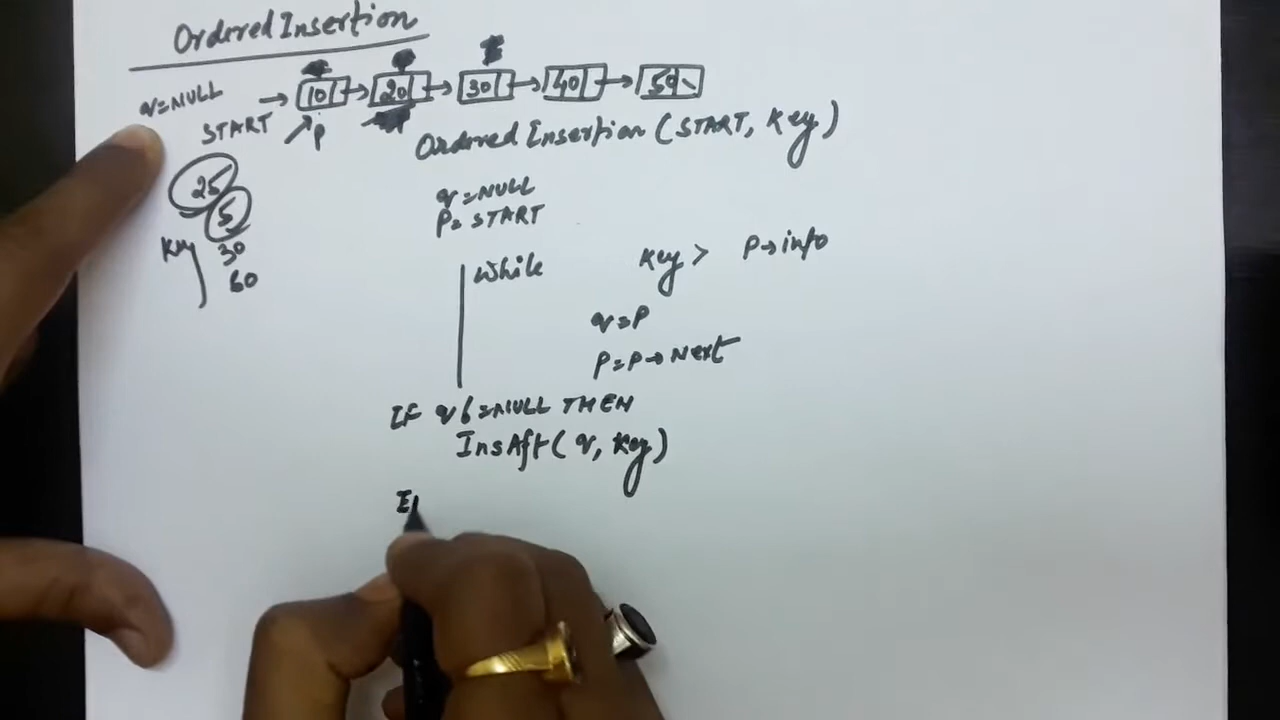 Ordered Insertion
q=NULL
START → 10 → 20 → 30 → 40 → 50
P
25
5
30
60
Key
Ordered Insertion (START, Key)
q=NULL
P=START
While Key > P→info
q=P
P=P→Next
IF q!=NULL THEN
InsAft(q, Key)
El